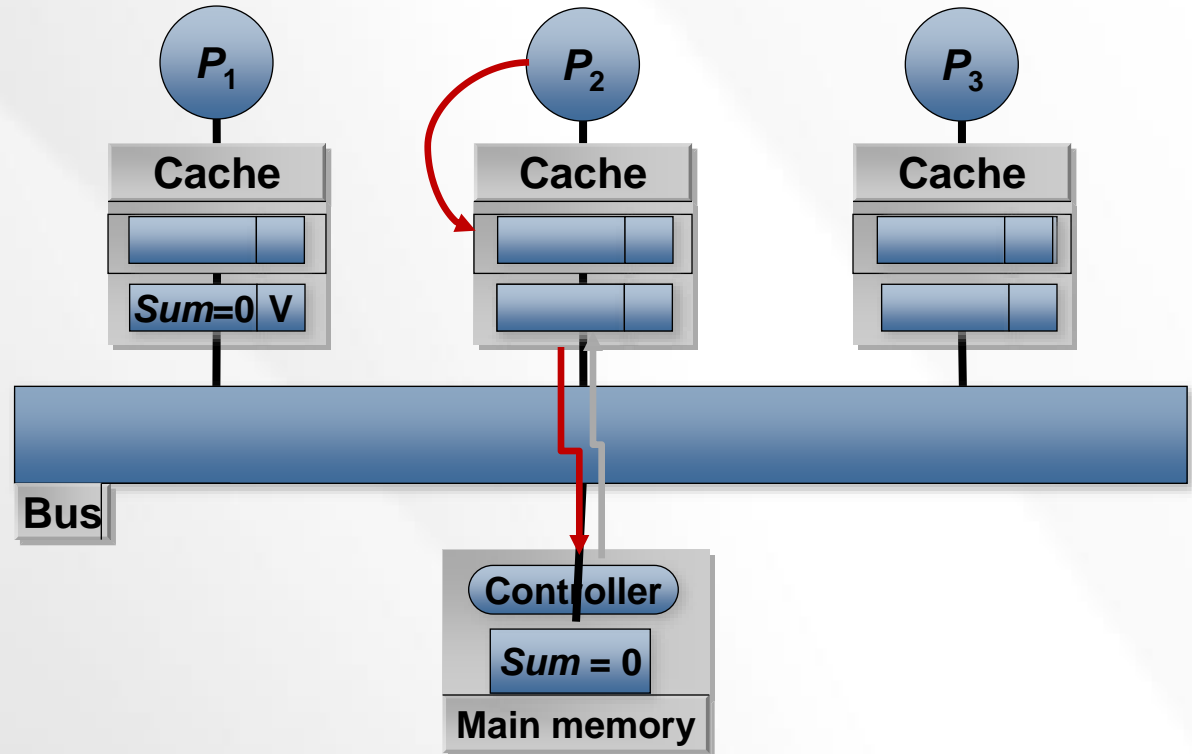 P1
P2
P3
Cache
Cache
Cache
Sum=0 V
Bus
Controller
Sum = 0
Main memory